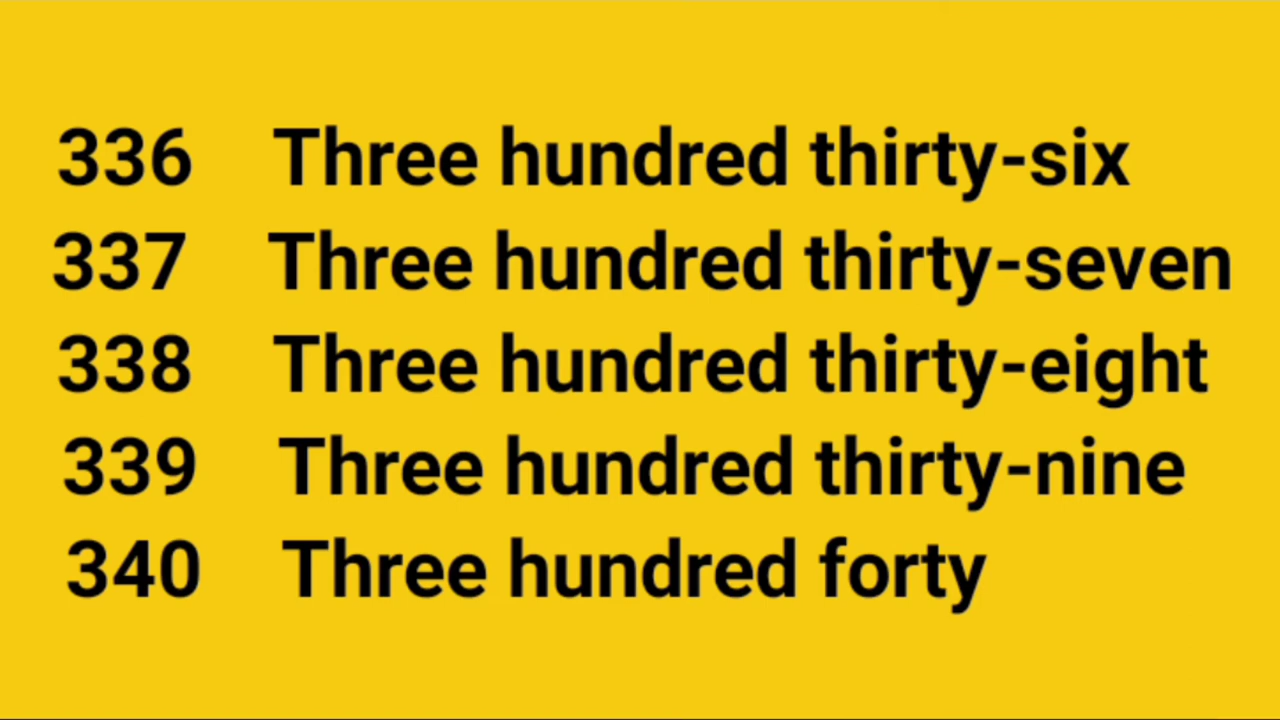 336 Three hundred thirty-six
337 Three hundred thirty-seven
338 Three hundred thirty-eight
339 Three hundred thirty-nine
340 Three hundred forty